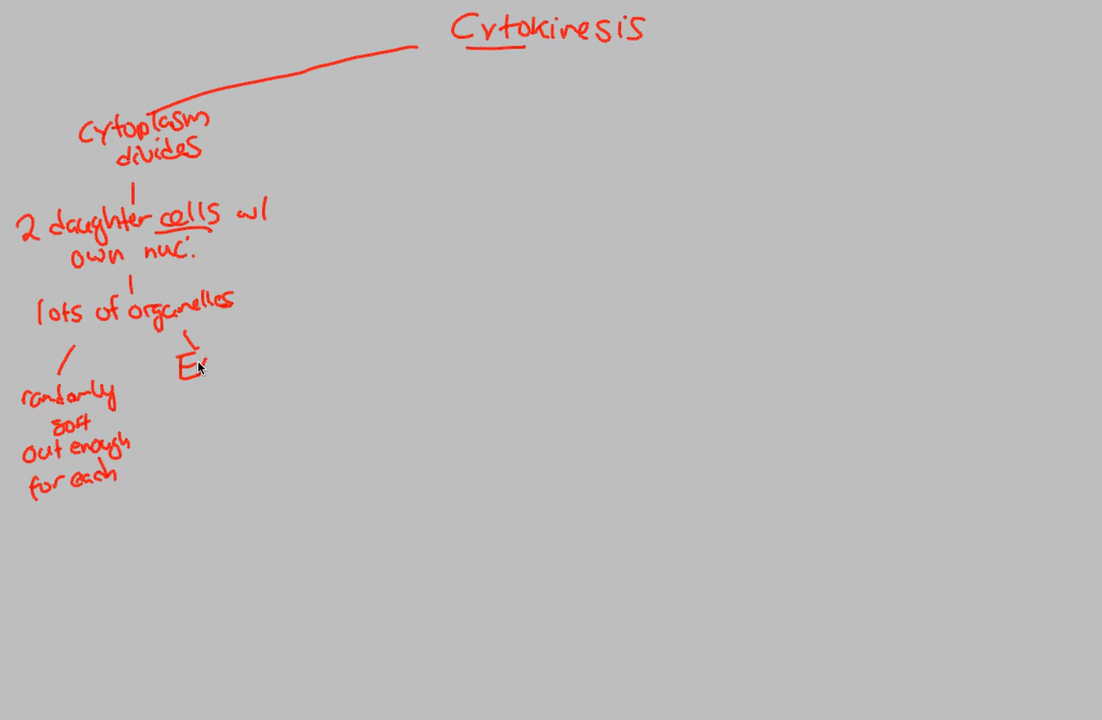 Cytokinesis
Cytoplasm
divides
2 daughter cells w/
own nuc.
lots of organelles
randomly
sort
out enough
for each